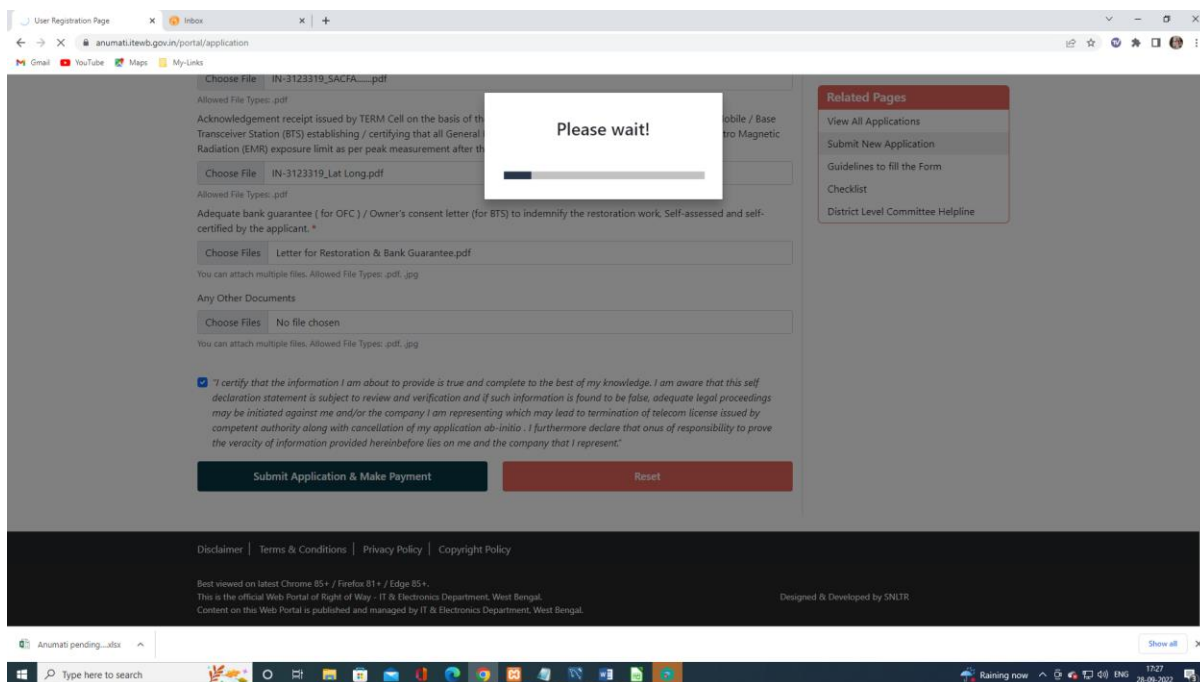 User Registration Page
Inbox
anumati.itewb.gov.in/portal/application
Gmail
YouTube
Maps
My-Links
Choose File IN-3123319_SACFA......pdf
Allowed File Types: .pdf
Acknowledgement receipt issued by TERM Cell on the basis of th
obile / Base
Transceiver Station (BTS) establishing / certifying that all General
tro Magnetic
Radiation (EMR) exposure limit as per peak measurement after th
Choose File IN-3123319_Lat Long.pdf
Allowed File Types: .pdf
Adequate bank guarantee ( for OFC ) / Owner's consent letter (for BTS) to indemnify the restoration work, Self-assessed and self-
certified by the applicant. *
Choose Files Letter for Restoration & Bank Guarantee.pdf
You can attach multiple files. Allowed File Types: .pdf, .jpg
Any Other Documents
Choose Files No file chosen
You can attach multiple files. Allowed File Types: .pdf, .jpg
"I certify that the information I am about to provide is true and complete to the best of my knowledge. I am aware that this self
declaration statement is subject to review and verification and if such information is found to be false, adequate legal proceedings
may be initiated against me and/or the company I am representing which may lead to termination of telecom license issued by
competent authority along with cancellation of my application ab-initio . I furthermore declare that onus of responsibility to prove
the veracity of information provided hereinbefore lies on me and the company that I represent."
Submit Application & Make Payment
Reset
Please wait!
Related Pages
View All Applications
Submit New Application
Guidelines to fill the Form
Checklist
District Level Committee Helpline
Disclaimer | Terms & Conditions | Privacy Policy | Copyright Policy
Best viewed on latest Chrome 85+ / Firefox 81+ / Edge 85+.
This is the official Web Portal of Right of Way - IT & Electronics Department, West Bengal.
Content on this Web Portal is published and managed by IT & Electronics Department, West Bengal.
Designed & Developed by SNLTR
Anumati pending....xlsx
Show all
Type here to search
Raining now
ENG
17:27
28-09-2022